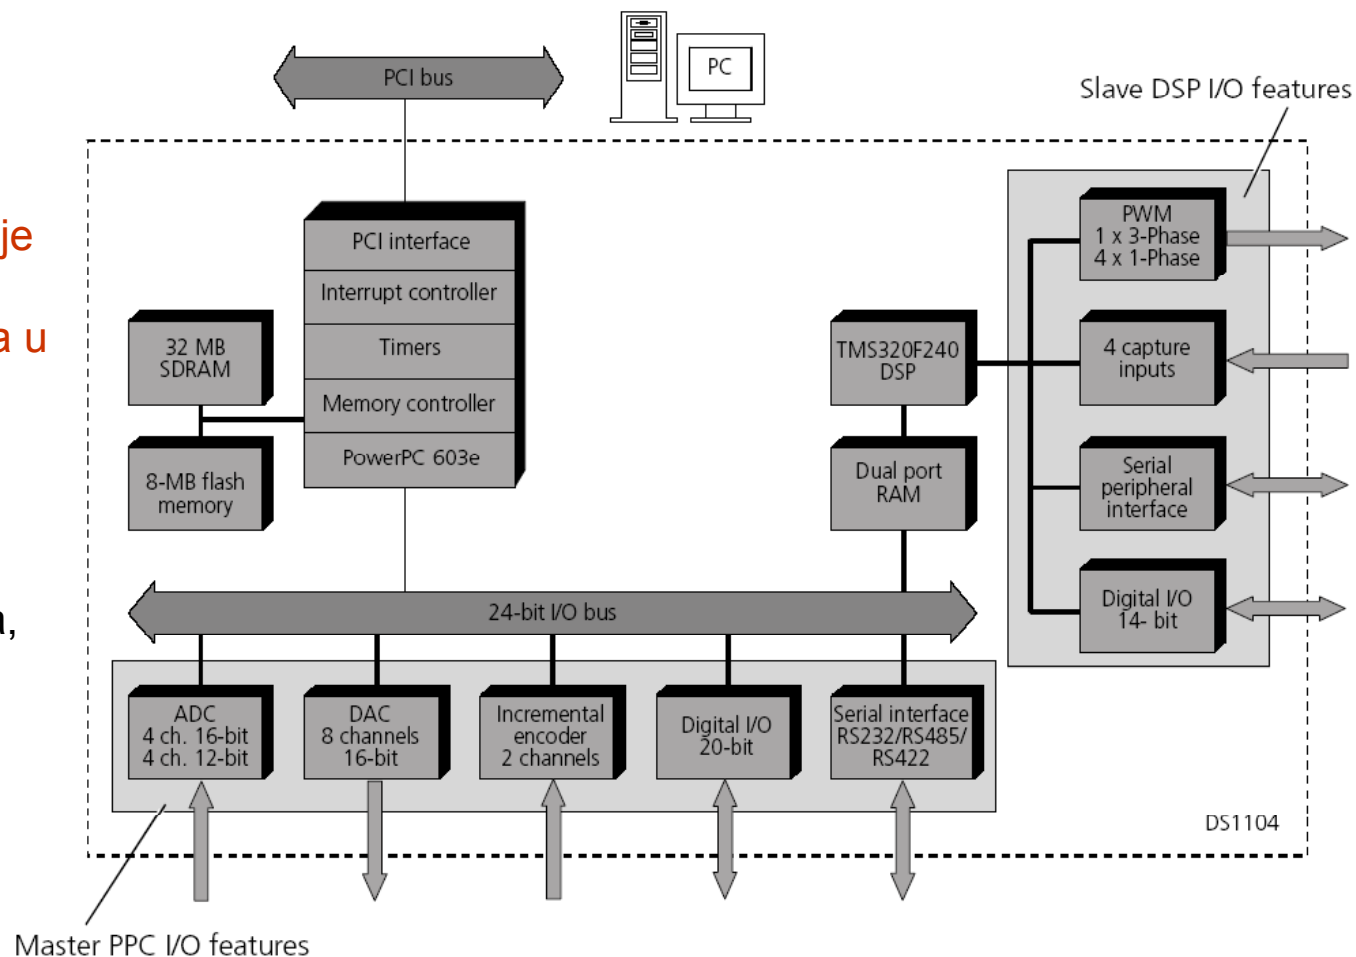 PCI bus
PC
Slave DSP I/O features
je
a u
a,
PCI interface
Interrupt controller
Timers
Memory controller
PowerPC 603e
32 MB
SDRAM
8-MB flash
memory
TMS320F240
DSP
Dual port
RAM
PWM
1 x 3-Phase
4 x 1-Phase
4 capture
inputs
Serial
peripheral
interface
Digital I/O
14- bit
24-bit I/O bus
ADC
4 ch. 16-bit
4 ch. 12-bit
DAC
8 channels
16-bit
Incremental
encoder
2 channels
Digital I/O
20-bit
Serial interface
RS232/RS485/
RS422
DS1104
Master PPC I/O features